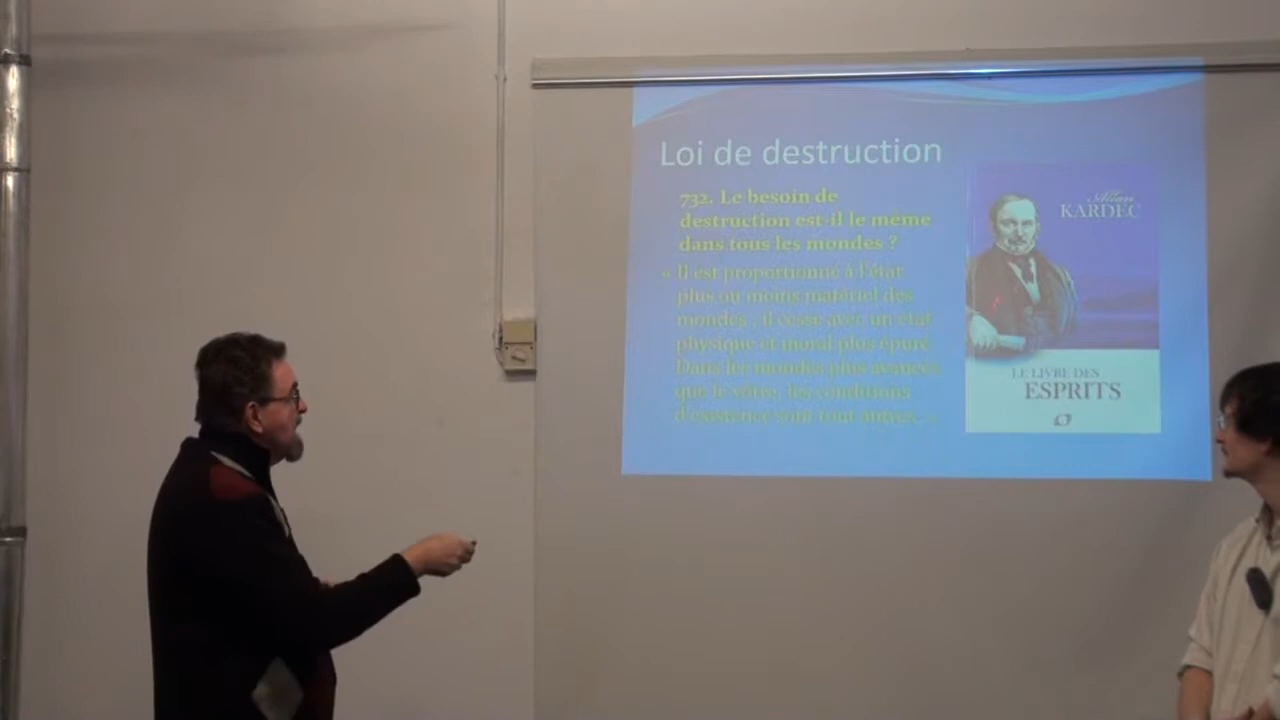 Loi de destruction
732. Le besoin de
destruction est-il le même
dans tous les mondes ?
« Il est proportionné à l'état
plus ou moins matériel des
mondes ; il cesse avec un état
physique et moral plus épuré.
Dans les mondes plus avancés
que le vôtre, les conditions
d'existence sont tout autres. »
Allan
KARDEC
LE LIVRE DES
ESPRITS